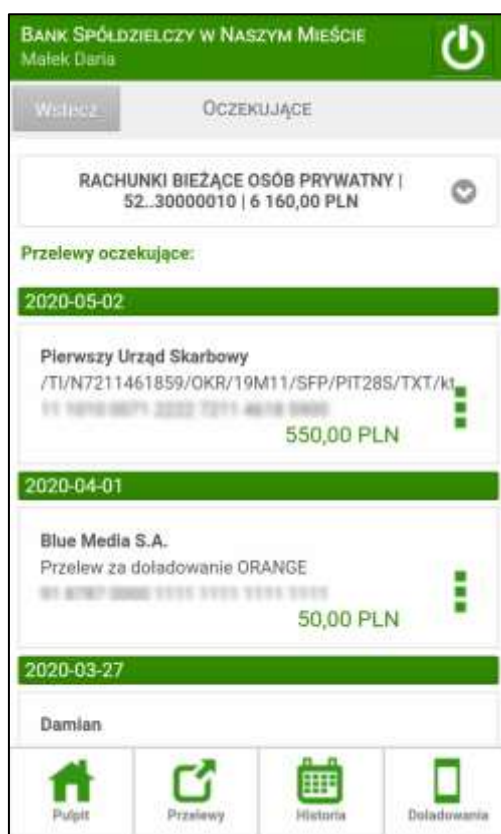 BANK SPÓŁDZIELCZY W NASZYM MIEŚCIE
Małek Daria
Wstecz
OCZEKUJĄCE
RACHUNKI BIEŻĄCE OSÓB PRYWATNY |
52..30000010 | 6 160,00 PLN
Przelewy oczekujące:
2020-05-02
Pierwszy Urząd Skarbowy
/TI/N7211461859/OKR/19M11/SFP/PIT28S/TXT/kt
550,00 PLN
2020-04-01
Blue Media S.A.
Przelew za doładowanie ORANGE
50,00 PLN
2020-03-27
Damian
Pulpit
Przelewy
Historia
Doładowania